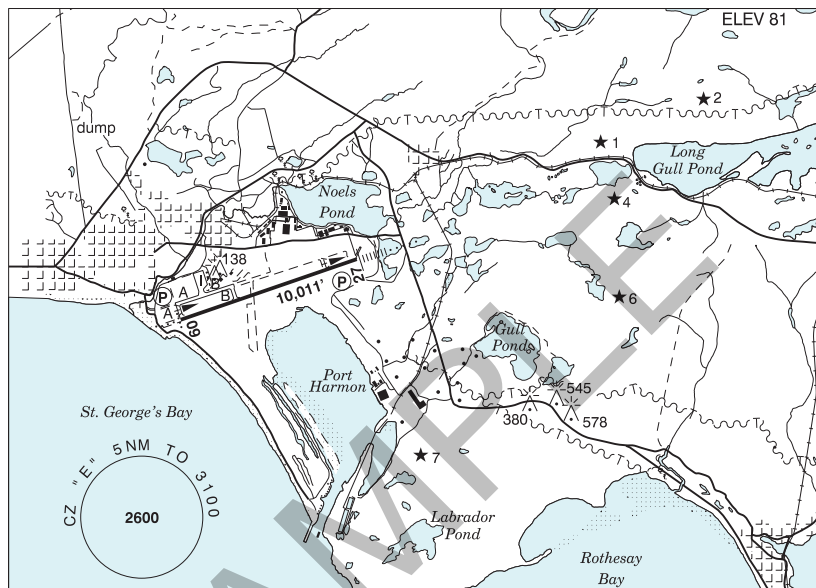 ELEV 81
★2
dump
★1
Long
Gull Pond
Noels
Pond
★4
138
P
A
I
B
B
10,011'
P
27
A
09
★6
Gull
Ponds
Port
Harmon
545
380
578
St. George's Bay
CZ "E" 5NM TO 3100
2600
★7
Labrador
Pond
Rothesay
Bay
SAMPLE